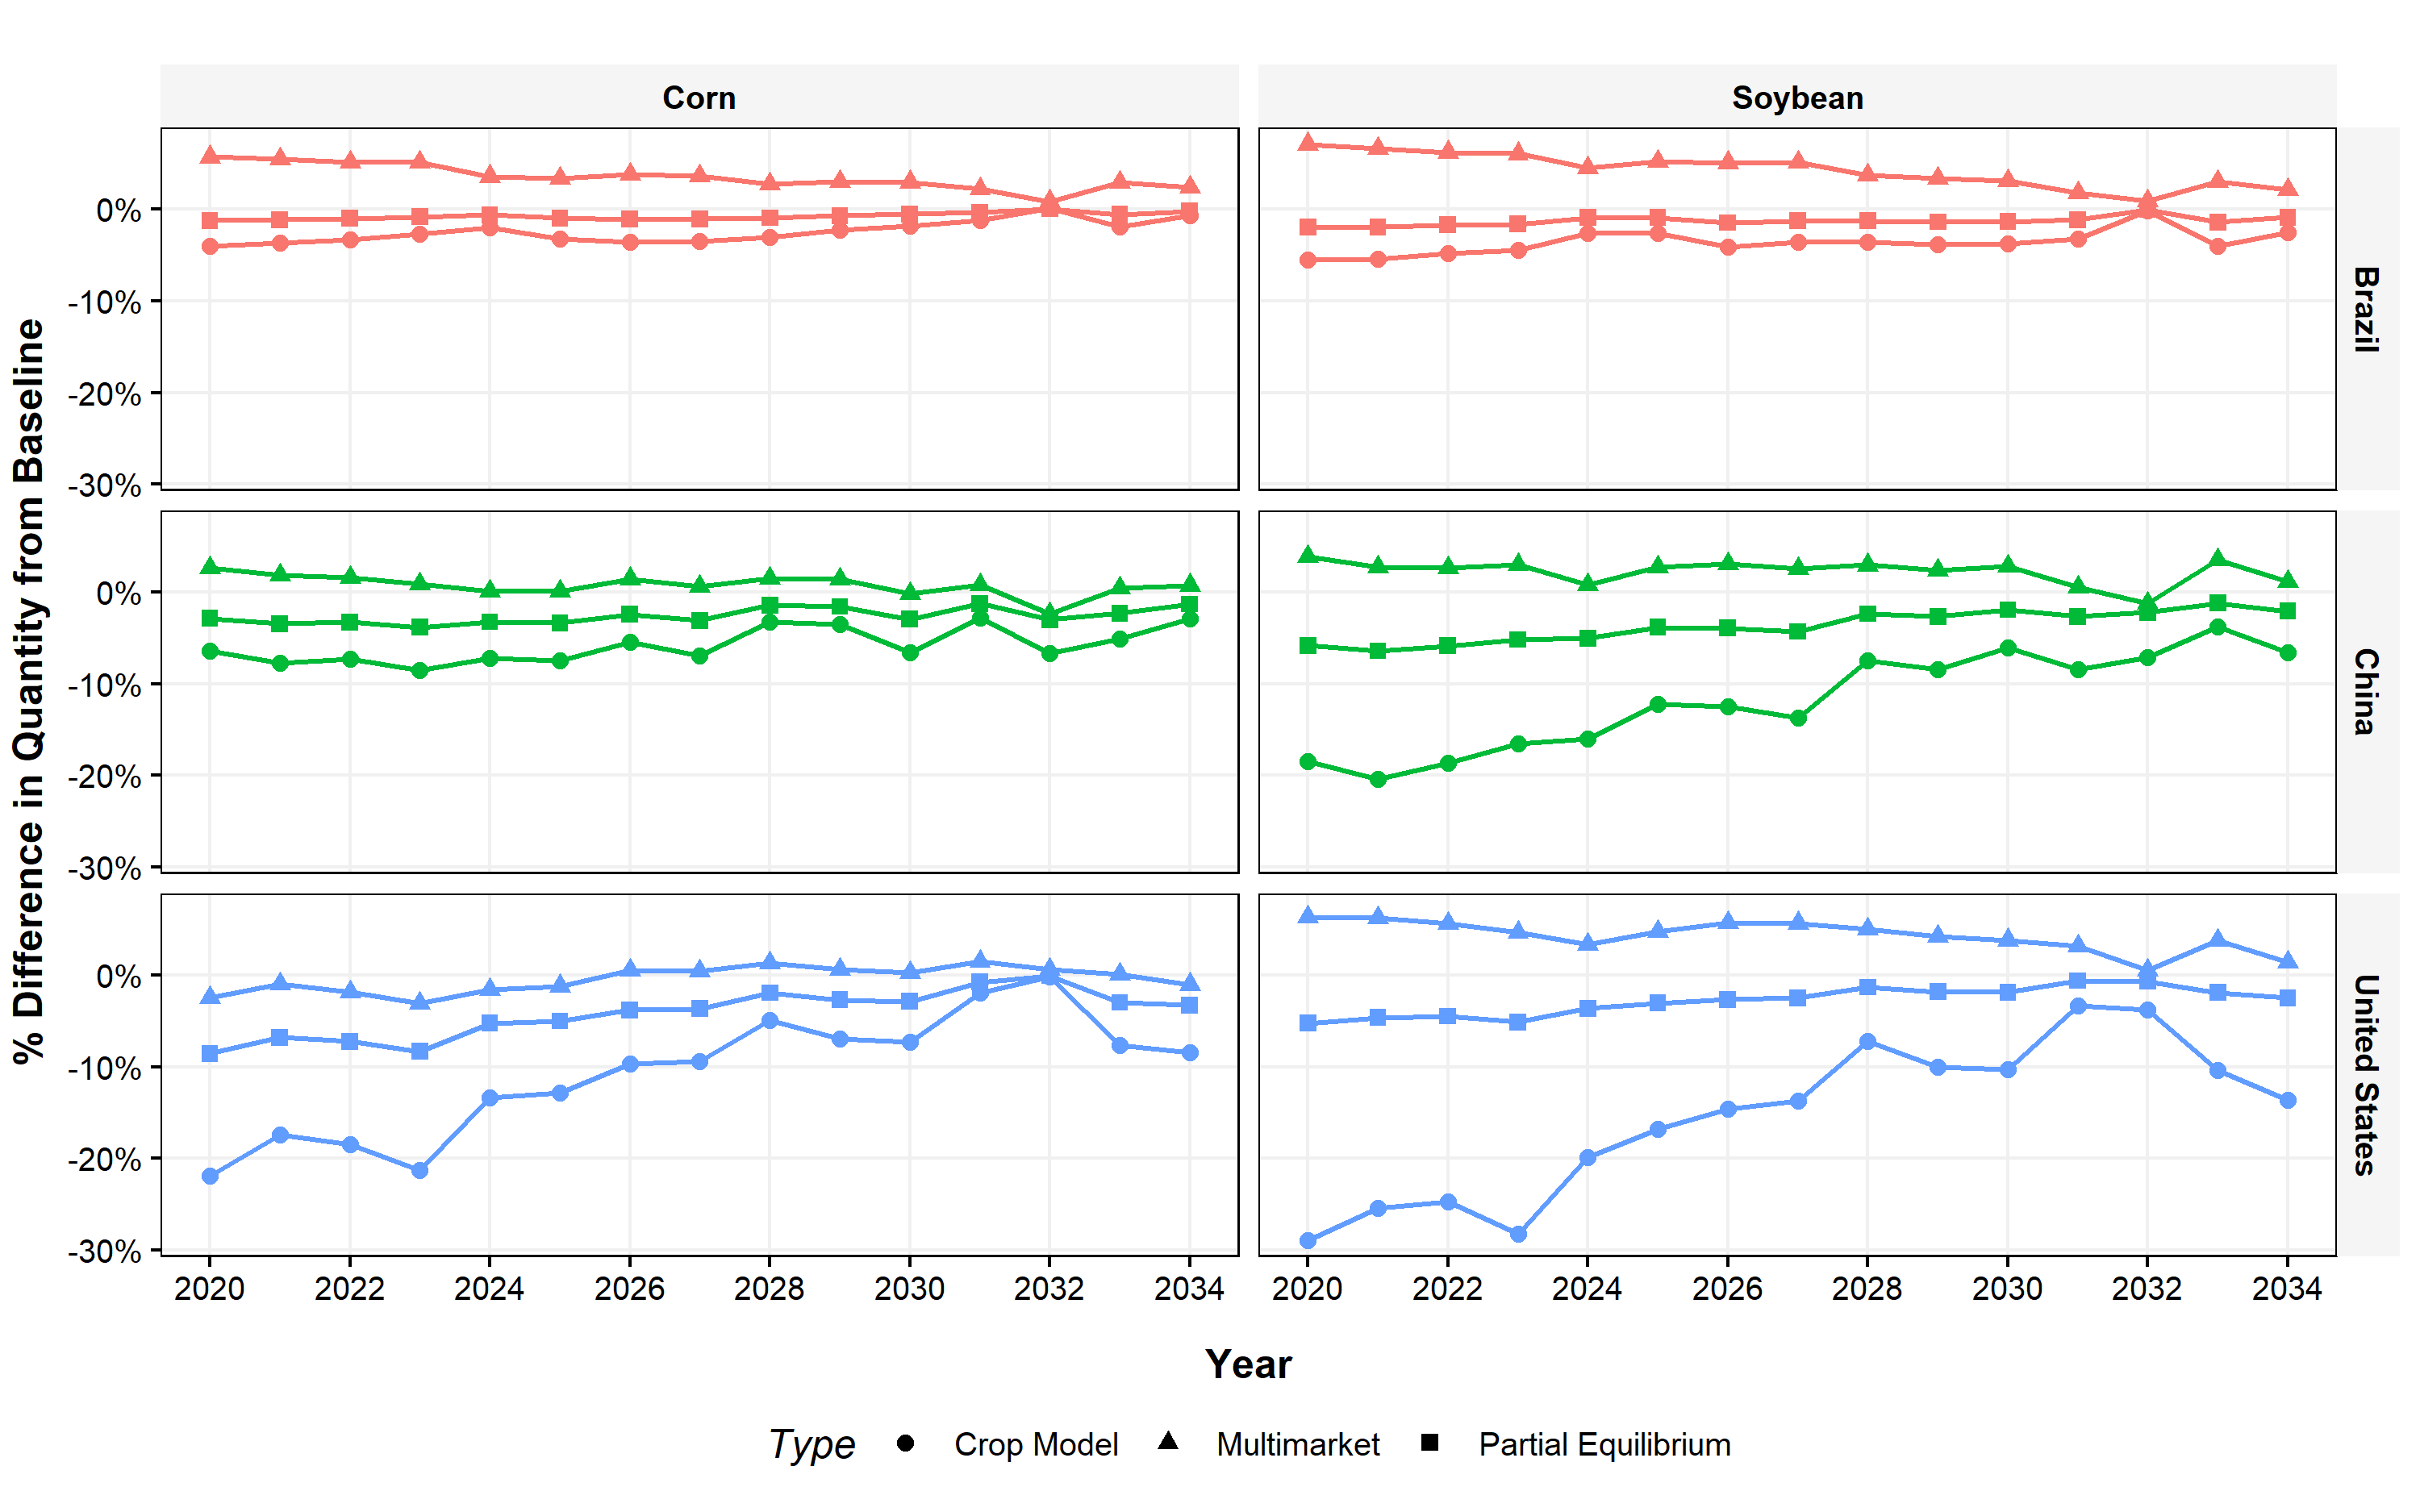 Corn
Soybean
% Difference in Quantity from Baseline
0%
-10%
-20%
-30%
Brazil
0%
-10%
-20%
-30%
China
0%
-10%
-20%
-30%
United States
2020 2022 2024 2026 2028 2030 2032 2034
2020 2022 2024 2026 2028 2030 2032 2034
Year
Type Crop Model Multimarket Partial Equilibrium